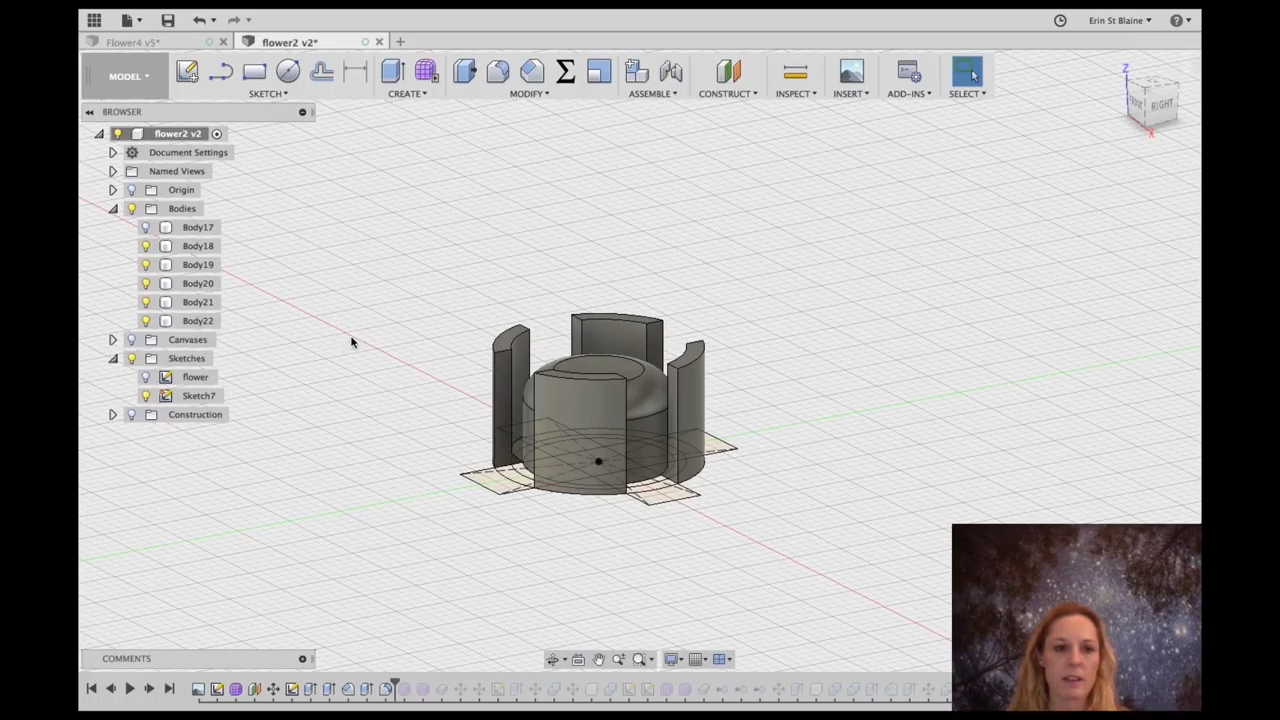 Erin St Blaine
Flower4 v5*
flower2 v2*
MODEL
SKETCH
CREATE
MODIFY
ASSEMBLE
CONSTRUCT
INSPECT
INSERT
ADD-INS
SELECT
Z
FRONT RIGHT
X
BROWSER
flower2 v2
Document Settings
Named Views
Origin
Bodies
Body17
Body18
Body19
Body20
Body21
Body22
Canvases
Sketches
flower
Sketch7
Construction
COMMENTS